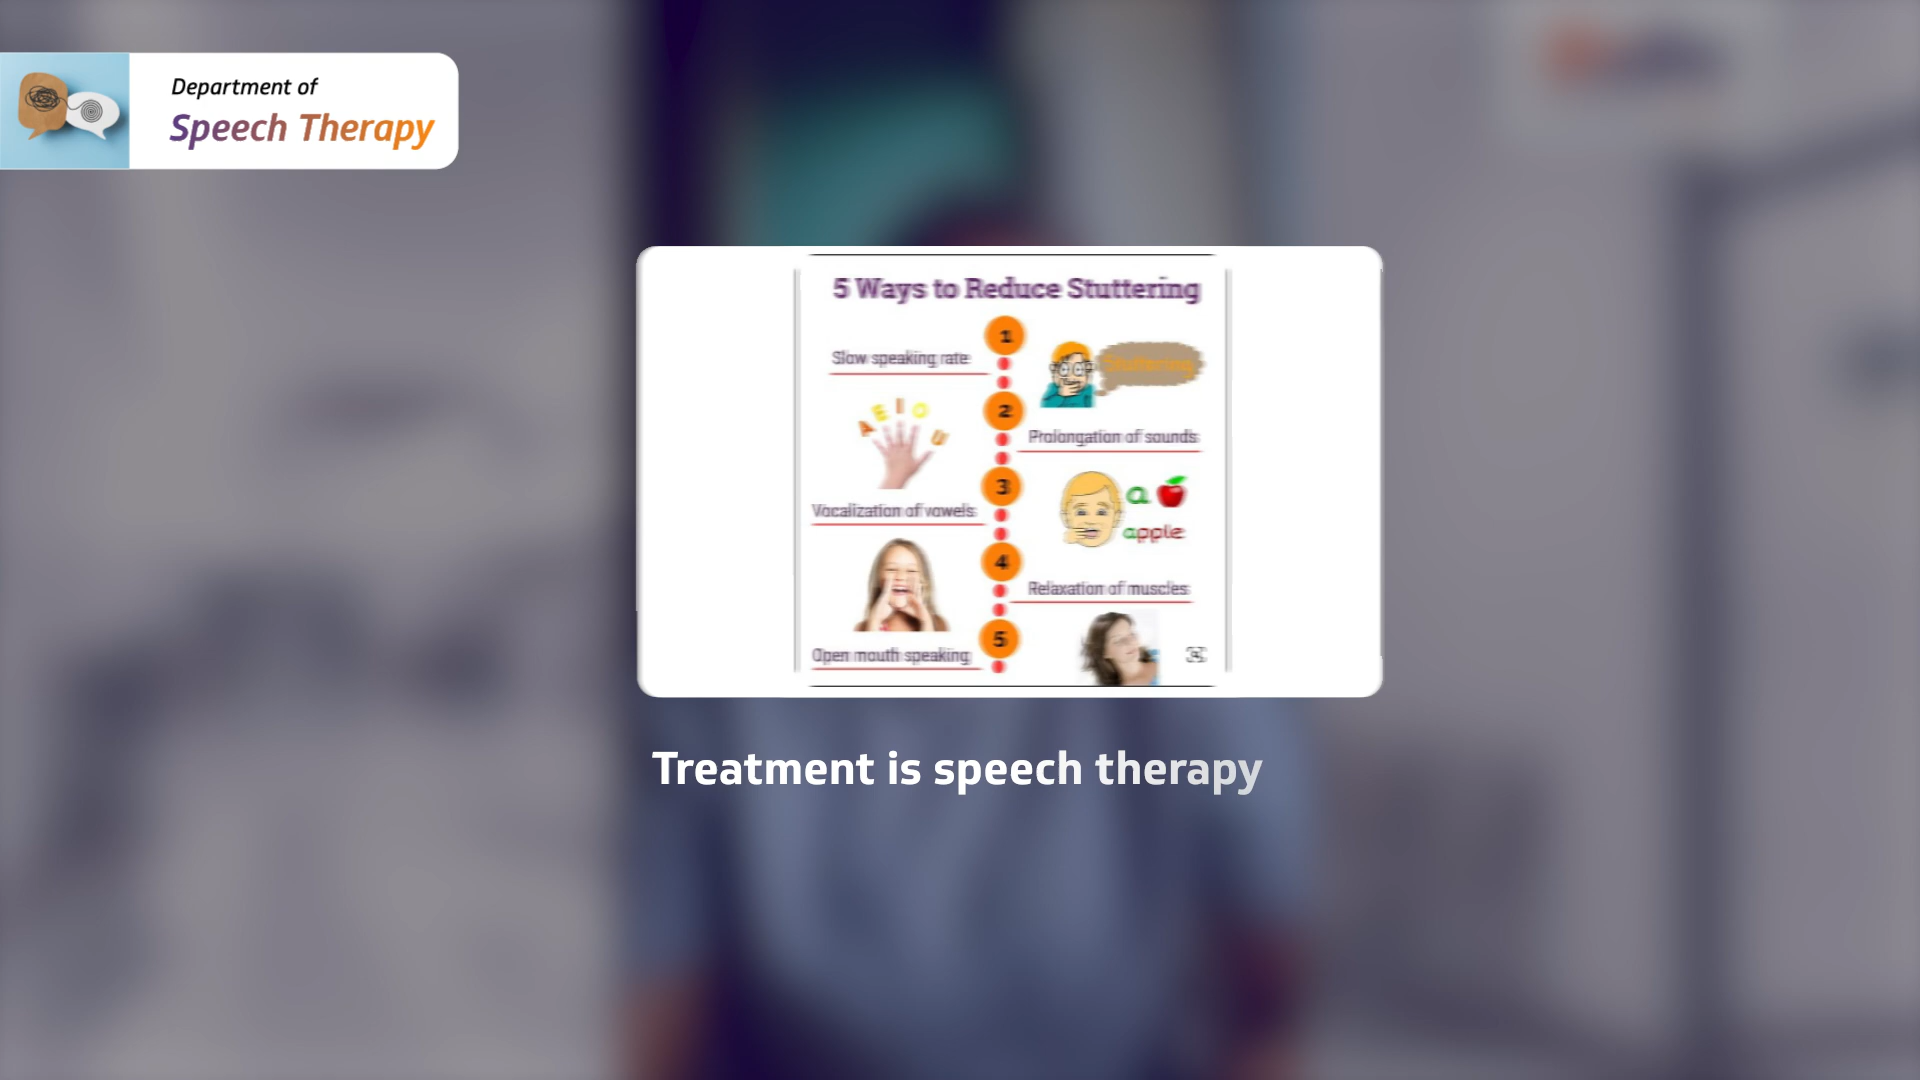 Department of
Speech Therapy
5 Ways to Reduce Stuttering
1
Slow speaking rate
Stuttering
A E I O U
2
Prolongation of sounds
3
a
apple
Vocalization of vowels
4
Relaxation of muscles
5
Open mouth speaking
Treatment is speech therapy